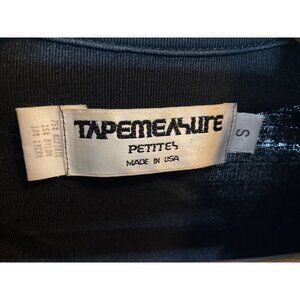 TAPEMEASURE
PETITES
MADE IN USA
S